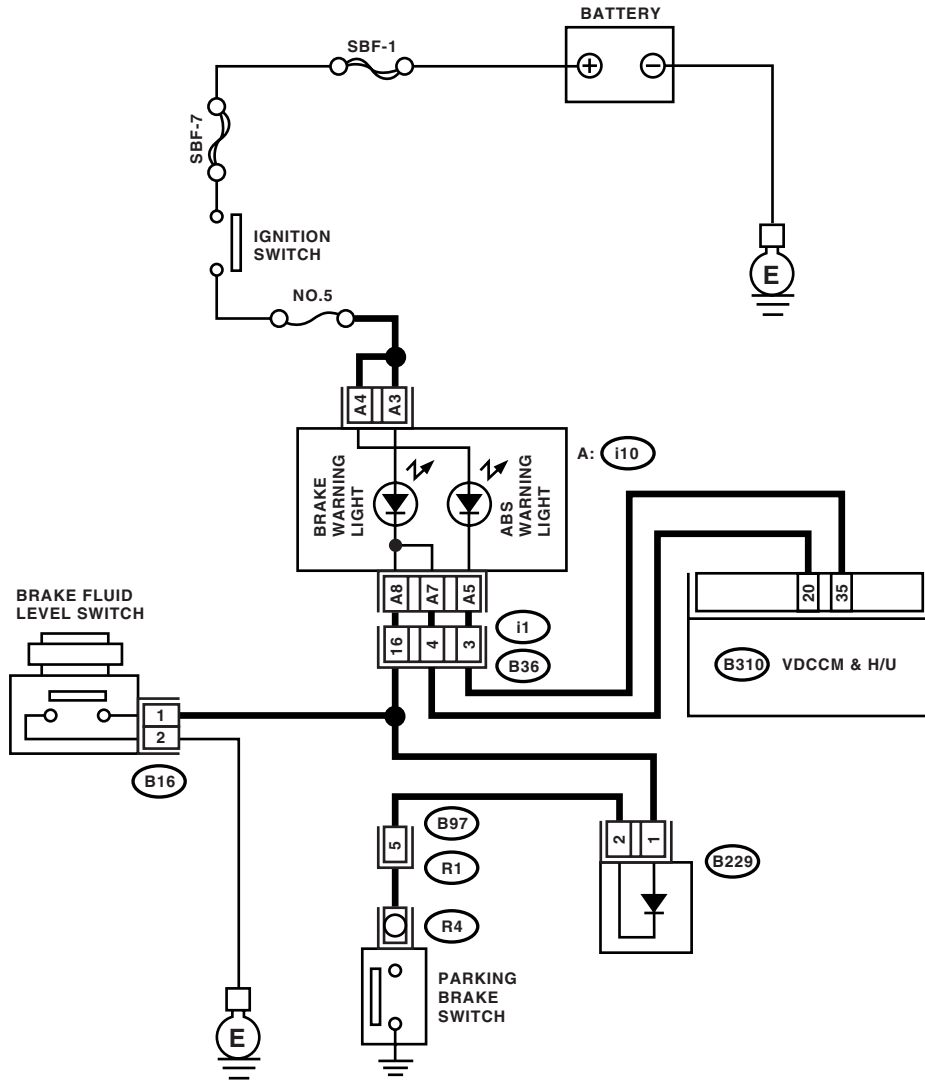 BATTERY
SBF-1
SBF-7
IGNITION
SWITCH
E
NO.5
A4
A3
A: i10
BRAKE
WARNING
LIGHT
ABS
WARNING
LIGHT
A8
A7
A5
20
35
BRAKE FLUID
LEVEL SWITCH
16
4
3
i1
B36
B310 VDCCM & H/U
1
2
B16
B97
5
R1
2
1
B229
R4
PARKING
BRAKE
SWITCH
E